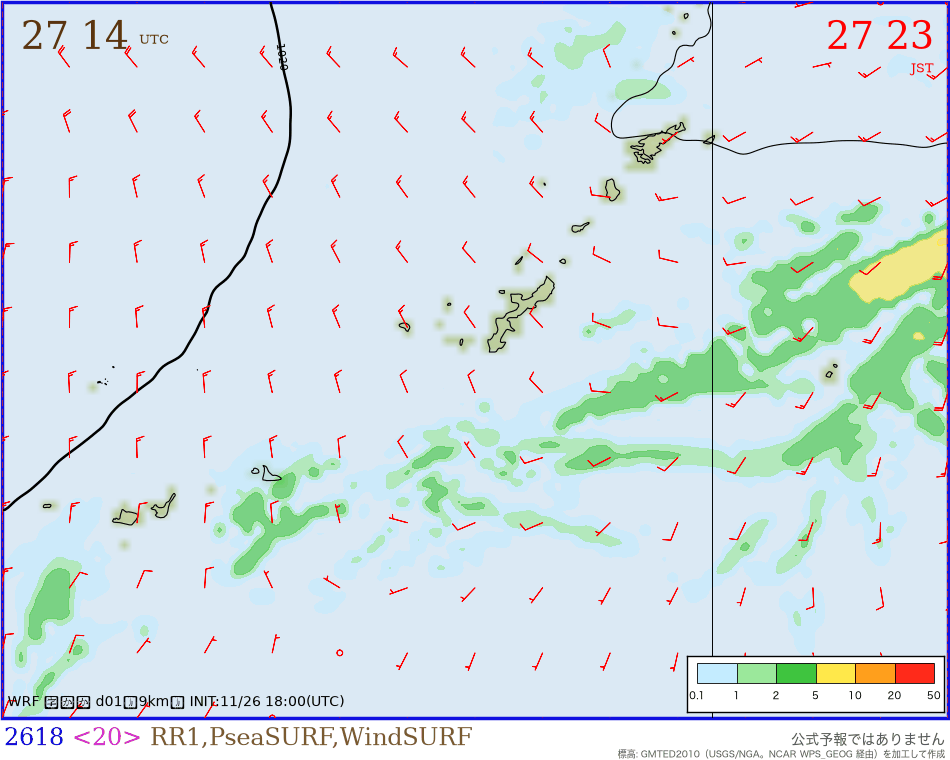 27 14 UTC
27 23
JST
1020
WRF d01 9km INIT:11/26 18:00(UTC)
0.1 1 2 5 10 20 50
2618 <20> RR1,PseaSURF,WindSURF
公式予報ではありません
標高: GMTED2010（USGS/NGA。NCAR WPS_GEOG 経由）を加工して作成